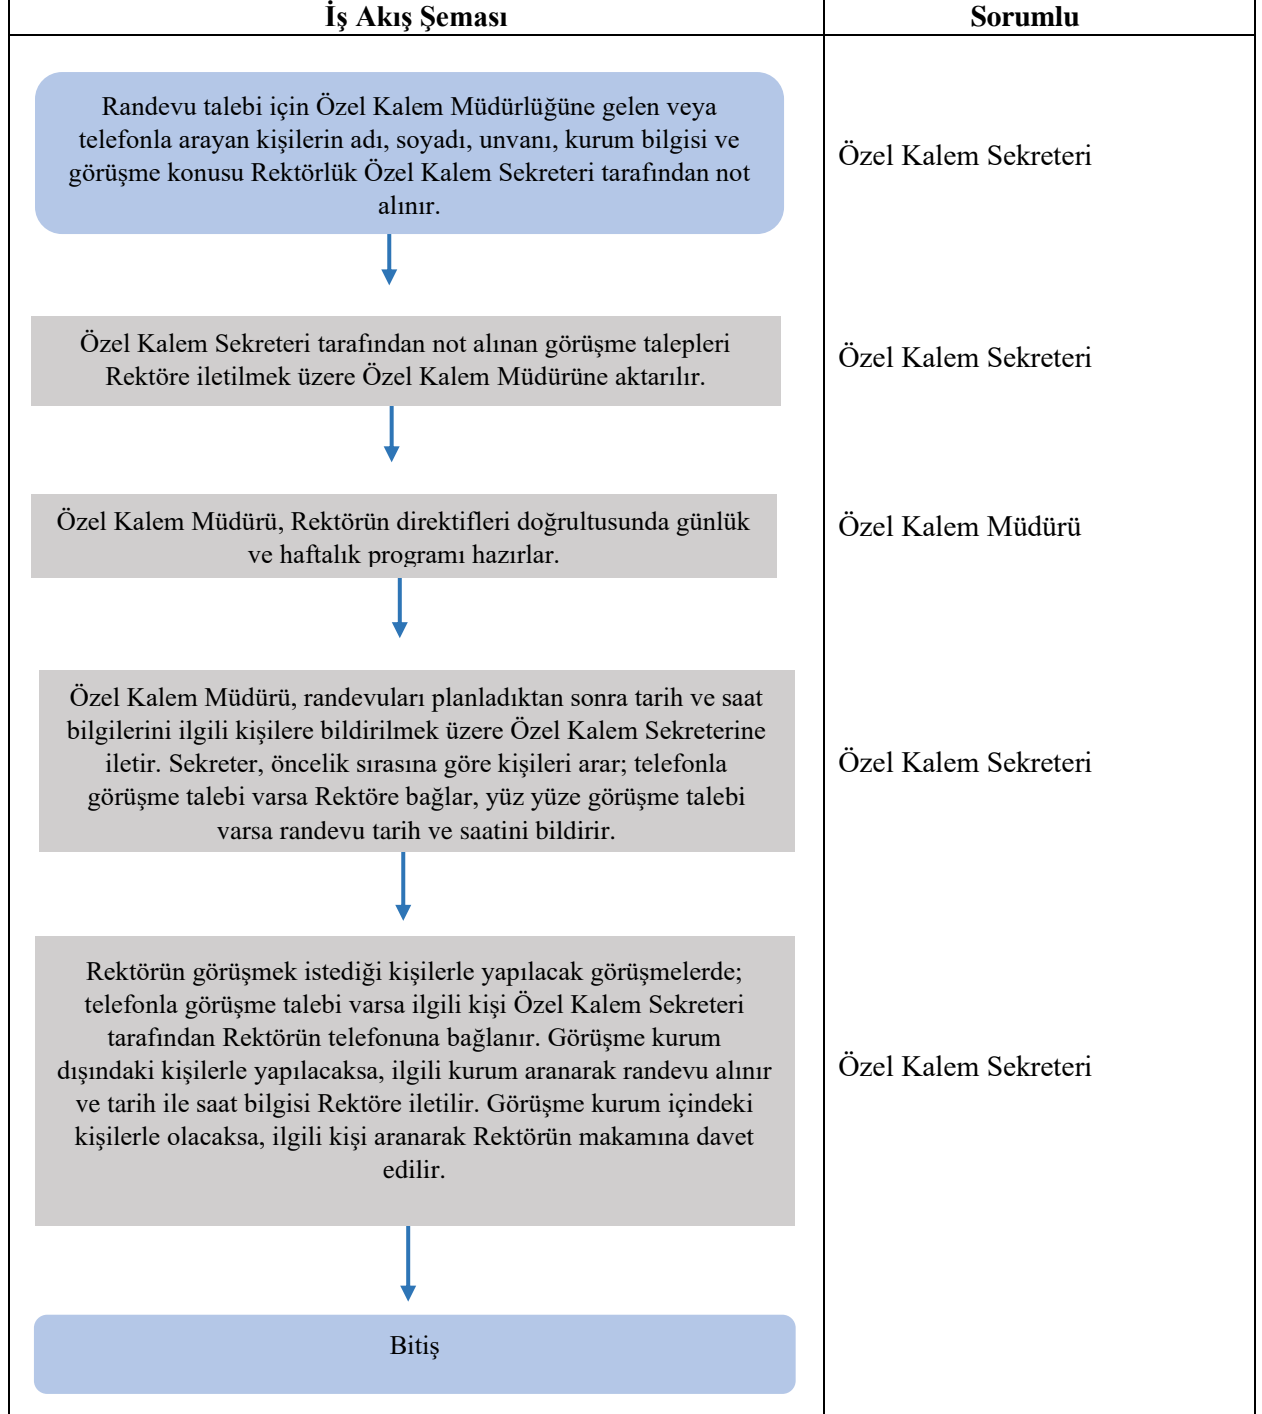 İş Akış Şeması
Sorumlu
Randevu talebi için Özel Kalem Müdürlüğüne gelen veya
telefonla arayan kişilerin adı, soyadı, unvanı, kurum bilgisi ve
görüşme konusu Rektörlük Özel Kalem Sekreteri tarafından not
alınır.
Özel Kalem Sekreteri
Özel Kalem Sekreteri tarafından not alınan görüşme talepleri
Rektöre iletilmek üzere Özel Kalem Müdürüne aktarılır.
Özel Kalem Sekreteri
Özel Kalem Müdürü, Rektörün direktifleri doğrultusunda günlük
ve haftalık programı hazırlar.
Özel Kalem Müdürü
Özel Kalem Müdürü, randevuları planladıktan sonra tarih ve saat
bilgilerini ilgili kişilere bildirilmek üzere Özel Kalem Sekreterine
iletir. Sekreter, öncelik sırasına göre kişileri arar; telefonla
görüşme talebi varsa Rektöre bağlar, yüz yüze görüşme talebi
varsa randevu tarih ve saatini bildirir.
Özel Kalem Sekreteri
Rektörün görüşmek istediği kişilerle yapılacak görüşmelerde;
telefonla görüşme talebi varsa ilgili kişi Özel Kalem Sekreteri
tarafından Rektörün telefonuna bağlanır. Görüşme kurum
dışındaki kişilerle yapılacaksa, ilgili kurum aranarak randevu alınır
ve tarih ile saat bilgisi Rektöre iletilir. Görüşme kurum içindeki
kişilerle olacaksa, ilgili kişi aranarak Rektörün makamına davet
edilir.
Özel Kalem Sekreteri
Bitiş